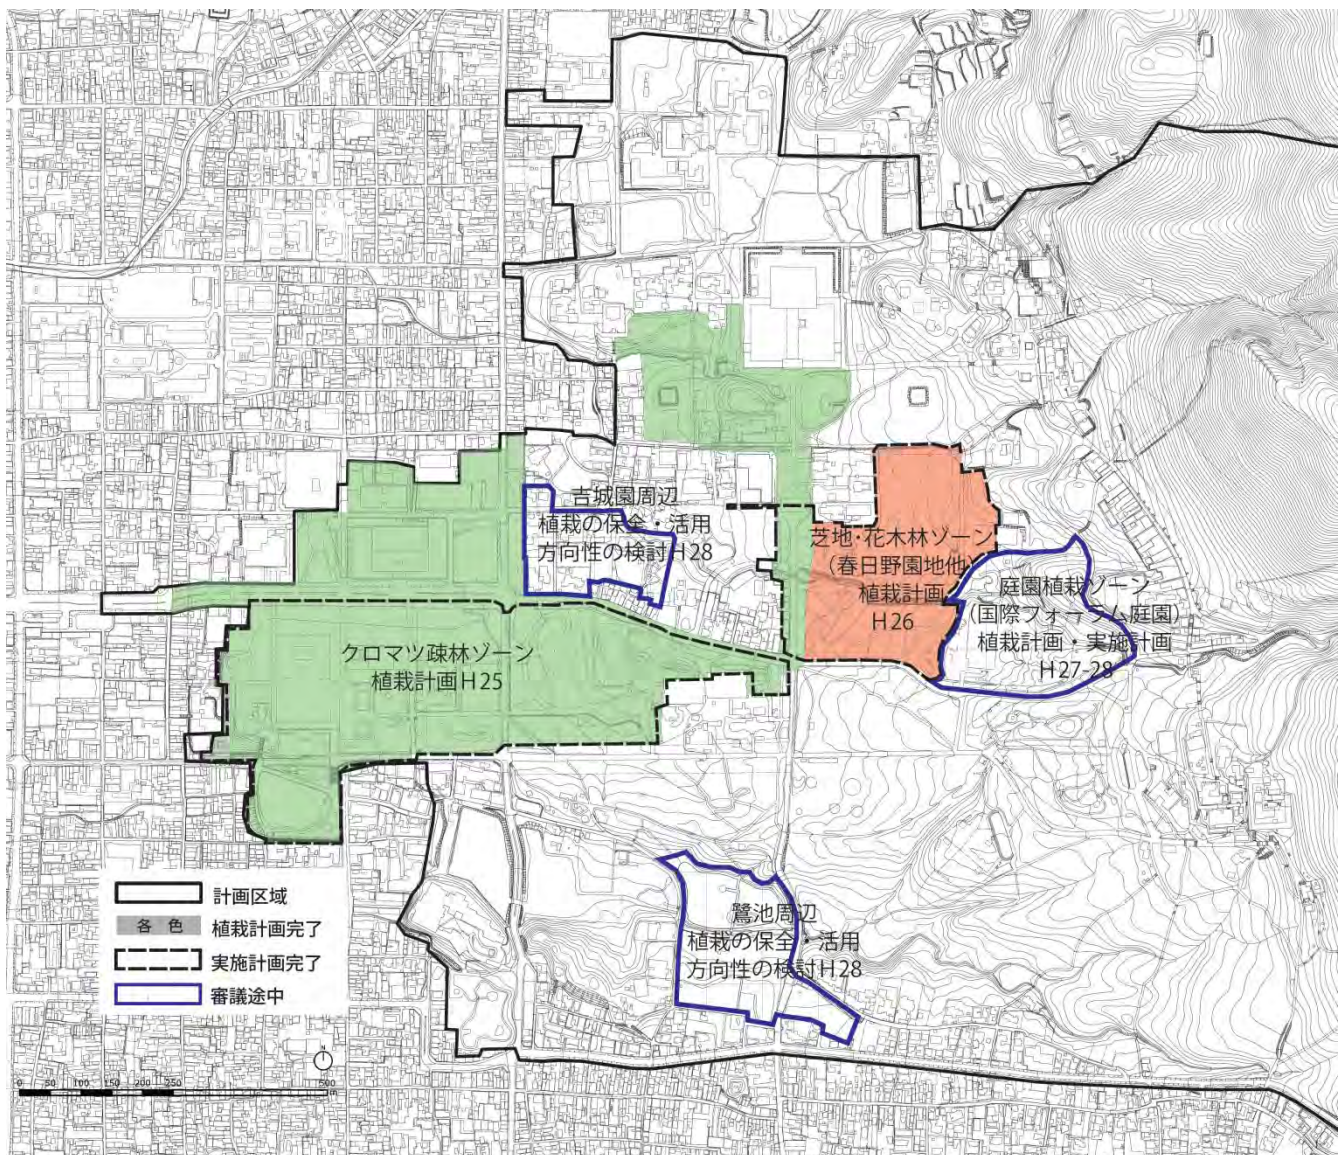 吉城園周辺
植栽の保全・活用
方向性の検討H28
芝地・花木林ゾーン
(春日野園地他)
植栽計画
H26
庭園植栽ゾーン
(国際フォーラム庭園)
植栽計画・実施計画
H27-28
クロマツ疎林ゾーン
植栽計画H25
鷺池周辺
植栽の保全・活用
方向性の検討H28
計画区域
各 色 植栽計画完了
実施計画完了
審議途中
N
0 50 100 150 200 250 500